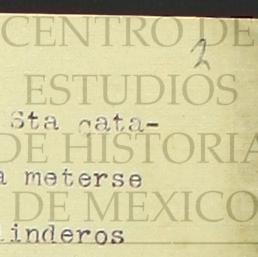 CENTRO DE
2
ESTUDIOS
Sta cata-
DE HISTORIA
a meterse
DE MEXICO
linderos